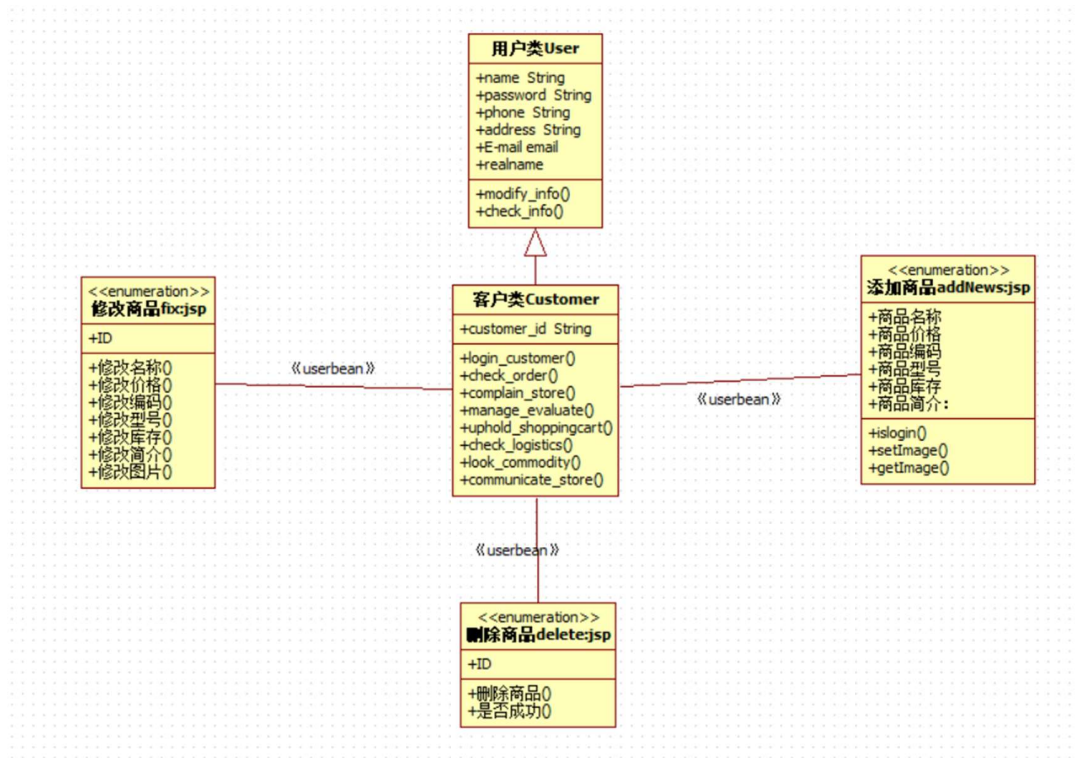 用户类User
+name String
+password String
+phone String
+address String
+E-mail email
+realname
+modify_info()
+check_info()
<<enumeration>>
修改商品fix:jsp
+ID
+修改名称()
+修改价格()
+修改编码()
+修改型号()
+修改库存()
+修改简介()
+修改图片()
《userbean》
客户类Customer
+customer_id String
+login_customer()
+check_order()
+complain_store()
+manage_evaluate()
+uphold_shoppingcart()
+check_logistics()
+look_commodity()
+communicate_store()
《userbean》
<<enumeration>>
添加商品addNews:jsp
+商品名称
+商品价格
+商品编码
+商品型号
+商品库存
+商品简介：
+islogin()
+setImage()
+getImage()
《userbean》
<<enumeration>>
删除商品delete:jsp
+ID
+删除商品()
+是否成功()